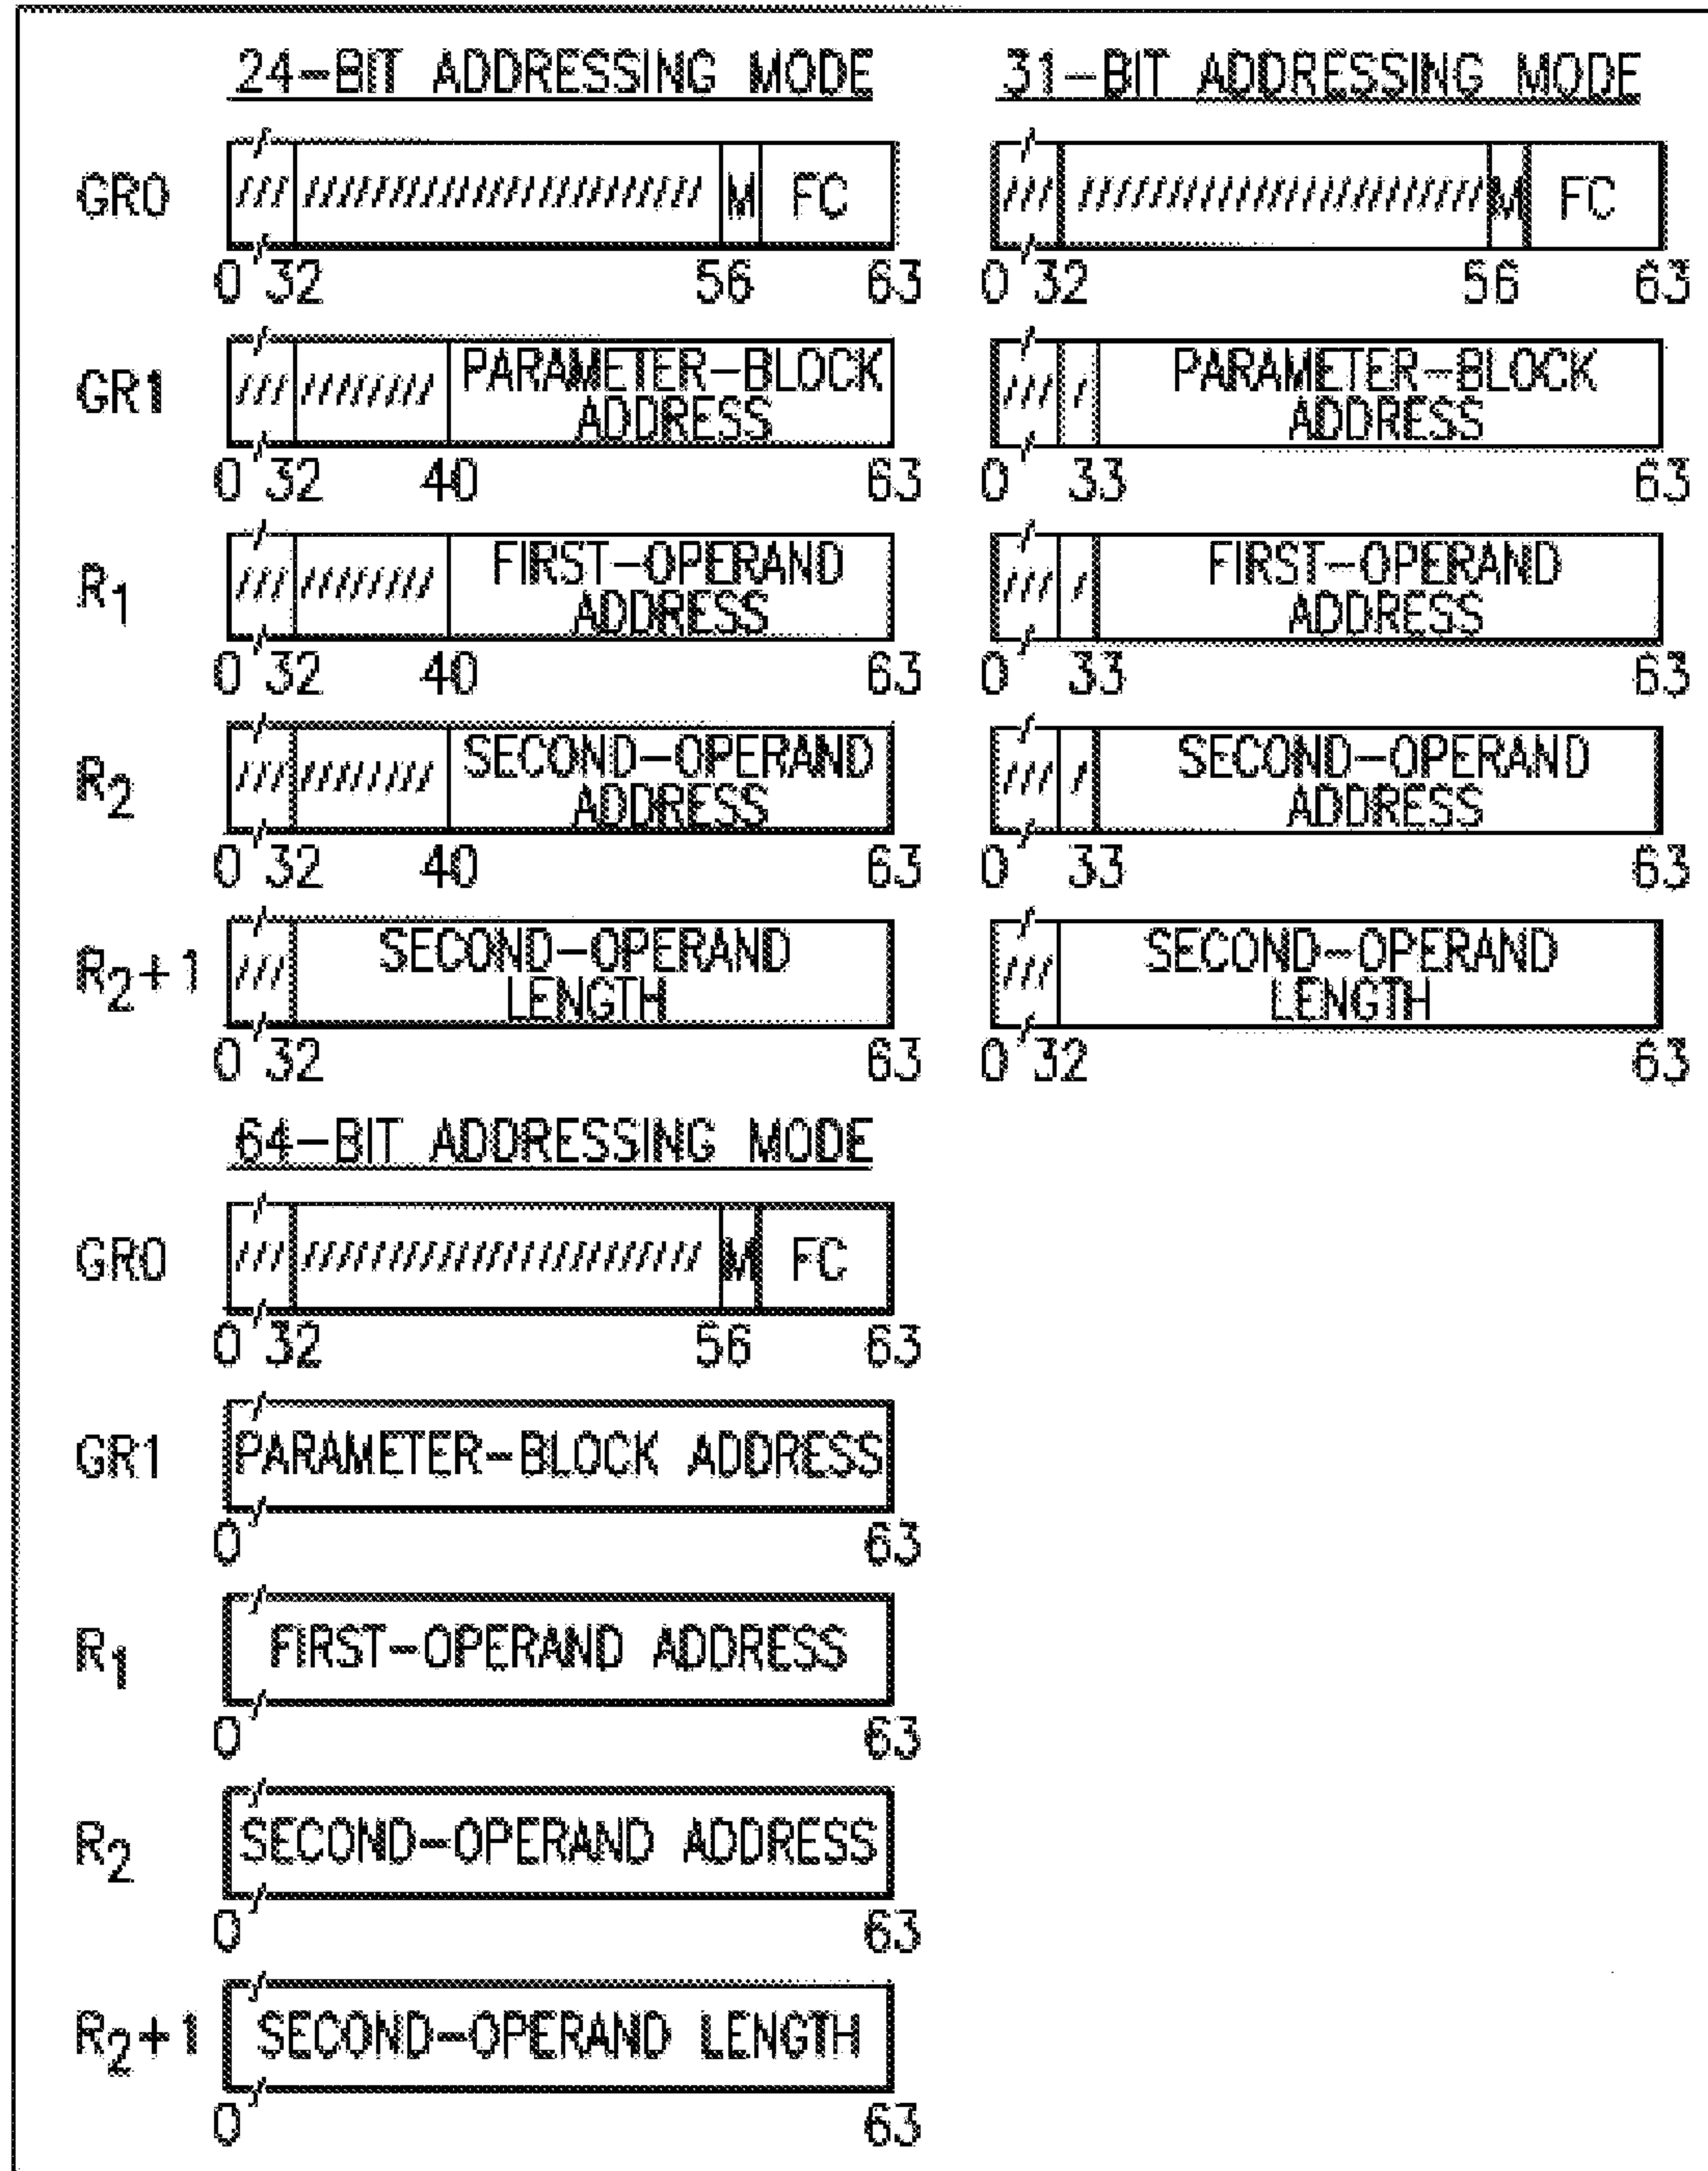 24-BIT ADDRESSING MODE 31-BIT ADDRESSING MODE
GR0 /// ////////////////////// M FC /// ////////////////////// M FC
0 32 56 63 0 32 56 63
GR1 /// //////// PARAMETER-BLOCK ADDRESS /// / PARAMETER-BLOCK ADDRESS
0 32 40 63 0 33 63
R1 /// //////// FIRST-OPERAND ADDRESS /// / FIRST-OPERAND ADDRESS
0 32 40 63 0 33 63
R2 /// //////// SECOND-OPERAND ADDRESS /// / SECOND-OPERAND ADDRESS
0 32 40 63 0 33 63
R2+1 /// SECOND-OPERAND LENGTH /// SECOND-OPERAND LENGTH
0 32 63 0 32 63
64-BIT ADDRESSING MODE
GR0 /// ////////////////////// M FC
0 32 56 63
GR1 PARAMETER-BLOCK ADDRESS
0 63
R1 FIRST-OPERAND ADDRESS
0 63
R2 SECOND-OPERAND ADDRESS
0 63
R2+1 SECOND-OPERAND LENGTH
0 63